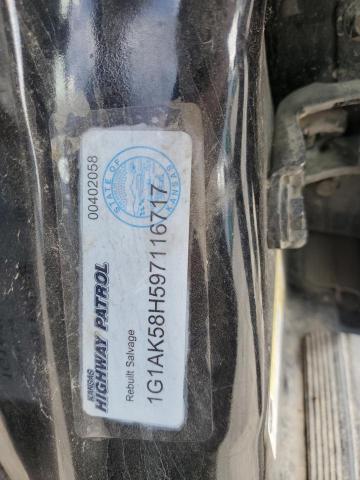 KANSAS
HIGHWAY PATROL
00402058
Rebuilt Salvage
STATE OF KANSAS
1G1AK58H597116717